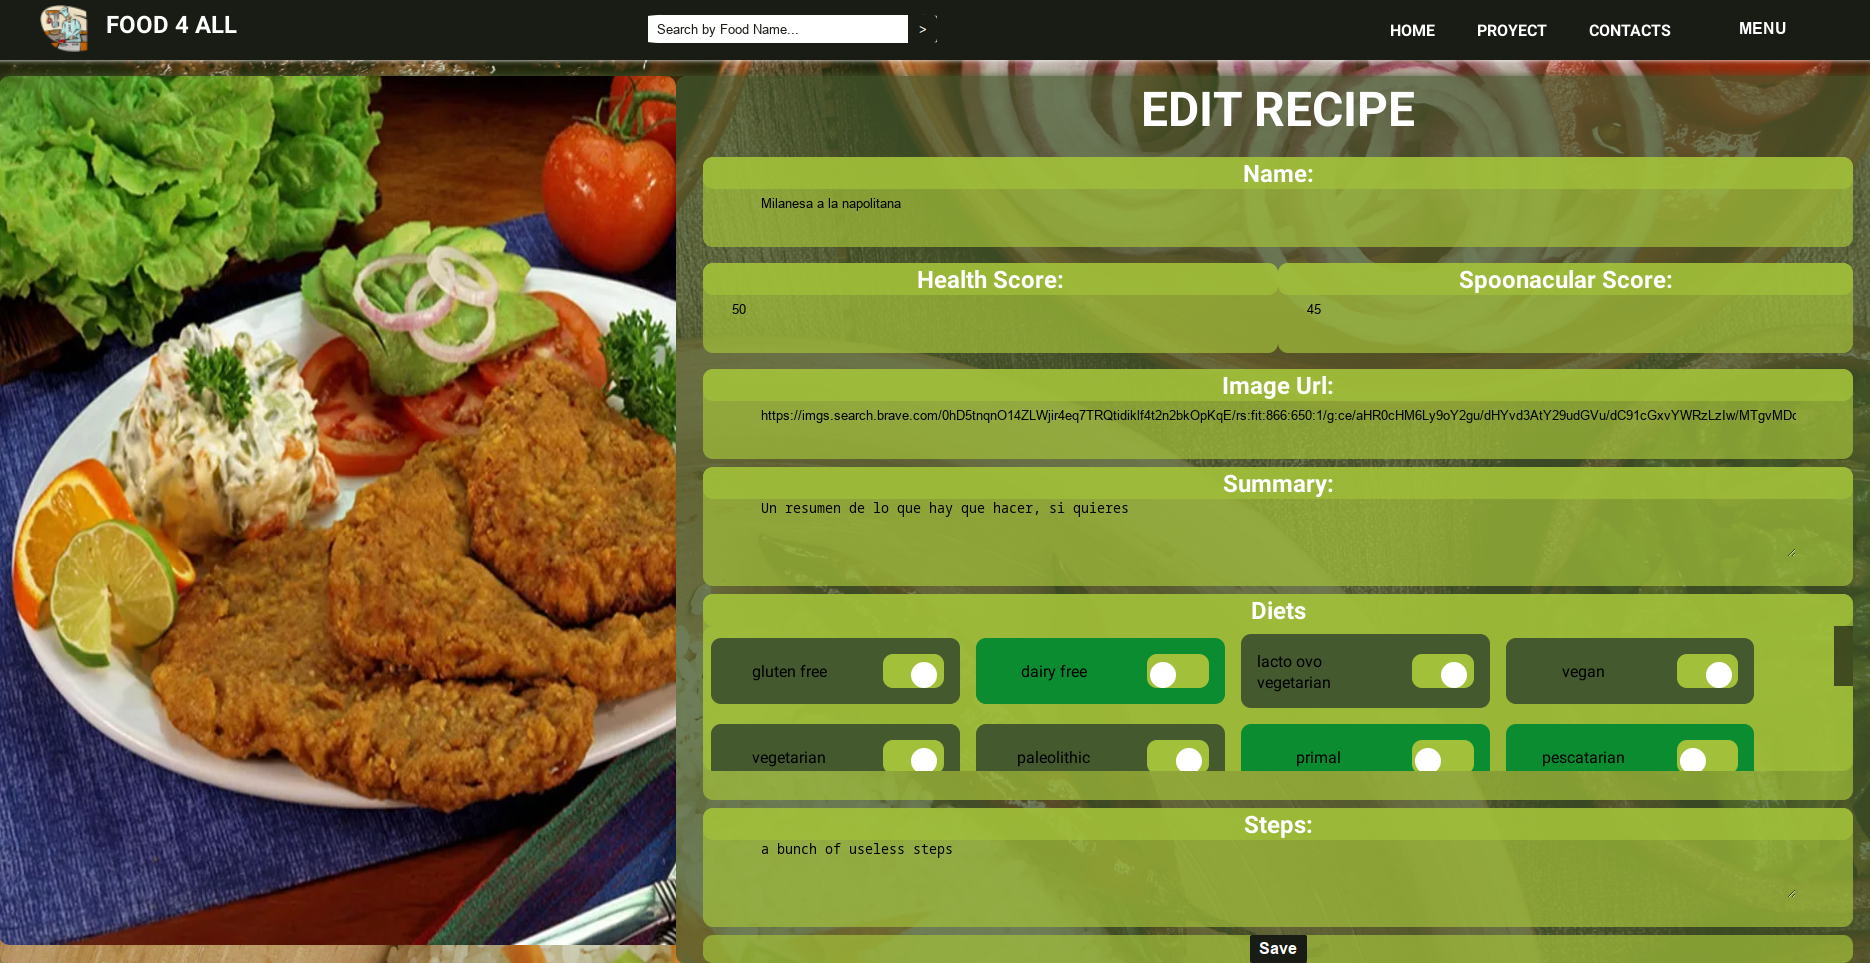 FOOD 4 ALL
Search by Food Name...
>
HOME
PROYECT
CONTACTS
MENU
EDIT RECIPE
Name:
Milanesa a la napolitana
Health Score:
Spoonacular Score:
50
45
Image Url:
https://imgs.search.brave.com/0hD5tnqnO14ZLWjir4eq7TRQtidiklf4t2n2bkOpKqE/rs:fit:866:650:1/g:ce/aHR0cHM6Ly9oY2gu/dHYvd3AtY29udGVu/dC91cGxvYWRzLzIw/MTgvMDc
Summary:
Un resumen de lo que hay que hacer, si quieres
Diets
gluten free
dairy free
lacto ovo
vegetarian
vegan
vegetarian
paleolithic
primal
pescatarian
Steps:
a bunch of useless steps
Save